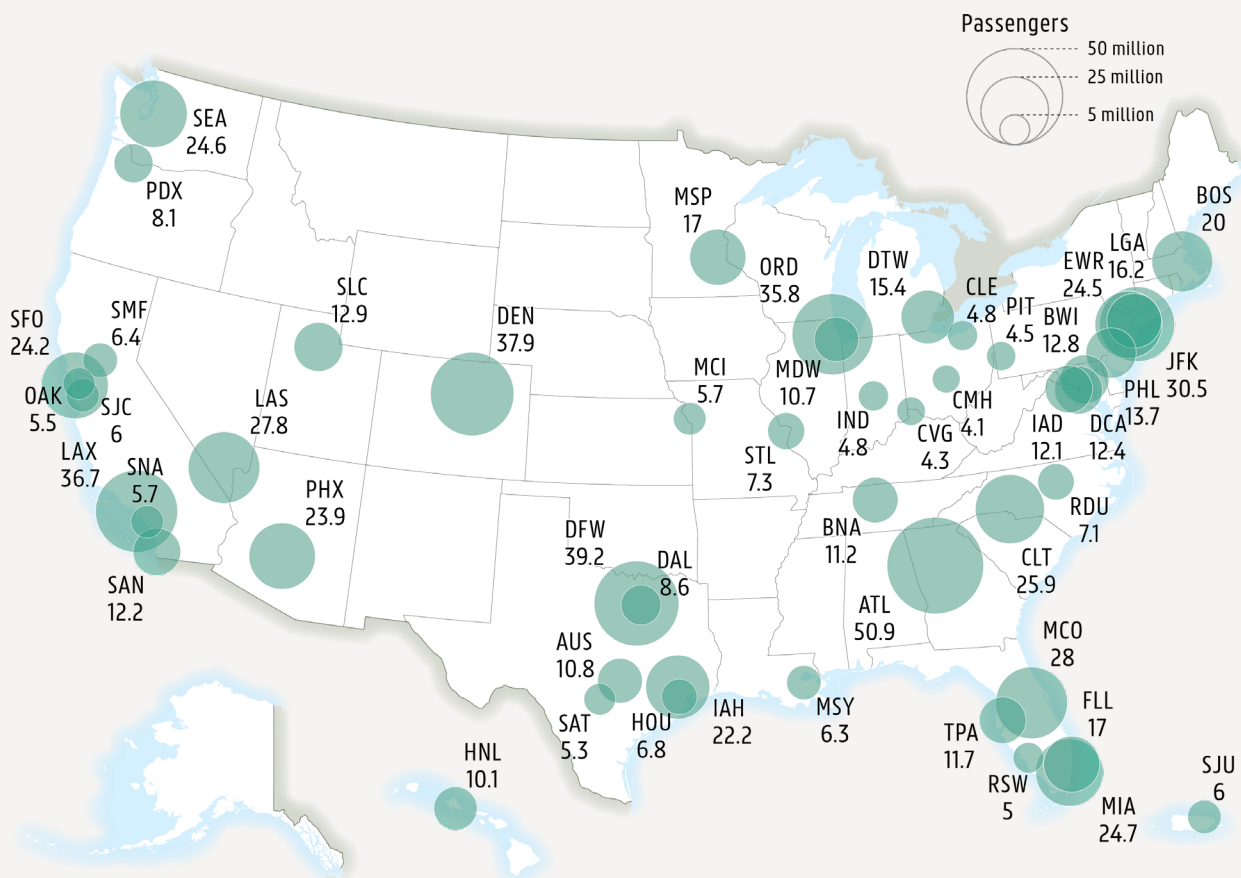 Passengers
50 million
25 million
5 million
SEA
24.6
PDX
8.1
MSP
17
BOS
20
LGA
16.2
EWR
24.5
ORD
35.8
DTW
15.4
CLE
4.8
PIT
4.5
BWI
12.8
SLC
12.9
SMF
6.4
SFO
24.2
DEN
37.9
MCI
5.7
MDW
10.7
JFK
30.5
PHL
13.7
OAK
5.5
SJC
6
LAS
27.8
IND
4.8
CMH
4.1
CVG
4.3
IAD
12.1
DCA
12.4
LAX
36.7
SNA
5.7
STL
7.3
PHX
23.9
RDU
7.1
BNA
11.2
DFW
39.2
DAL
8.6
CLT
25.9
SAN
12.2
ATL
50.9
AUS
10.8
MCO
28
SAT
5.3
HOU
6.8
IAH
22.2
MSY
6.3
FLL
17
TPA
11.7
HNL
10.1
RSW
5
SJU
6
MIA
24.7